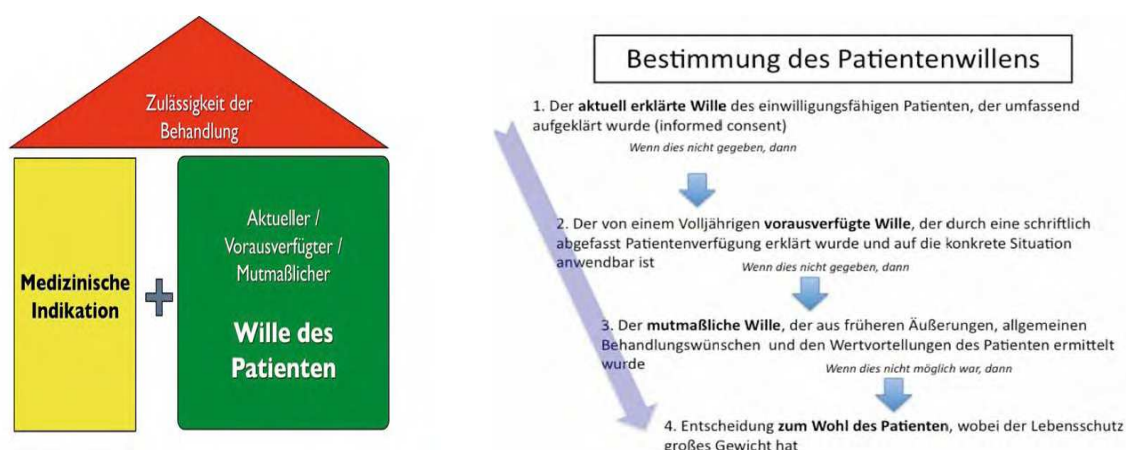 Zulässigkeit der
Behandlung
Medizinische
Indikation
+
Aktueller /
Vorausverfügter /
Mutmaßlicher
Wille des
Patienten
Bestimmung des Patientenwillens
1. Der aktuell erklärte Wille des einwilligungsfähigen Patienten, der umfassend
aufgeklärt wurde (informed consent)
Wenn dies nicht gegeben, dann
2. Der von einem Volljährigen vorausverfügte Wille, der durch eine schriftlich
abgefasst Patientenverfügung erklärt wurde und auf die konkrete Situation
anwendbar ist
Wenn dies nicht gegeben, dann
3. Der mutmaßliche Wille, der aus früheren Äußerungen, allgemeinen
Behandlungswünschen und den Wertvortellungen des Patienten ermittelt
wurde
Wenn dies nicht möglich war, dann
4. Entscheidung zum Wohl des Patienten, wobei der Lebensschutz
großes Gewicht hat